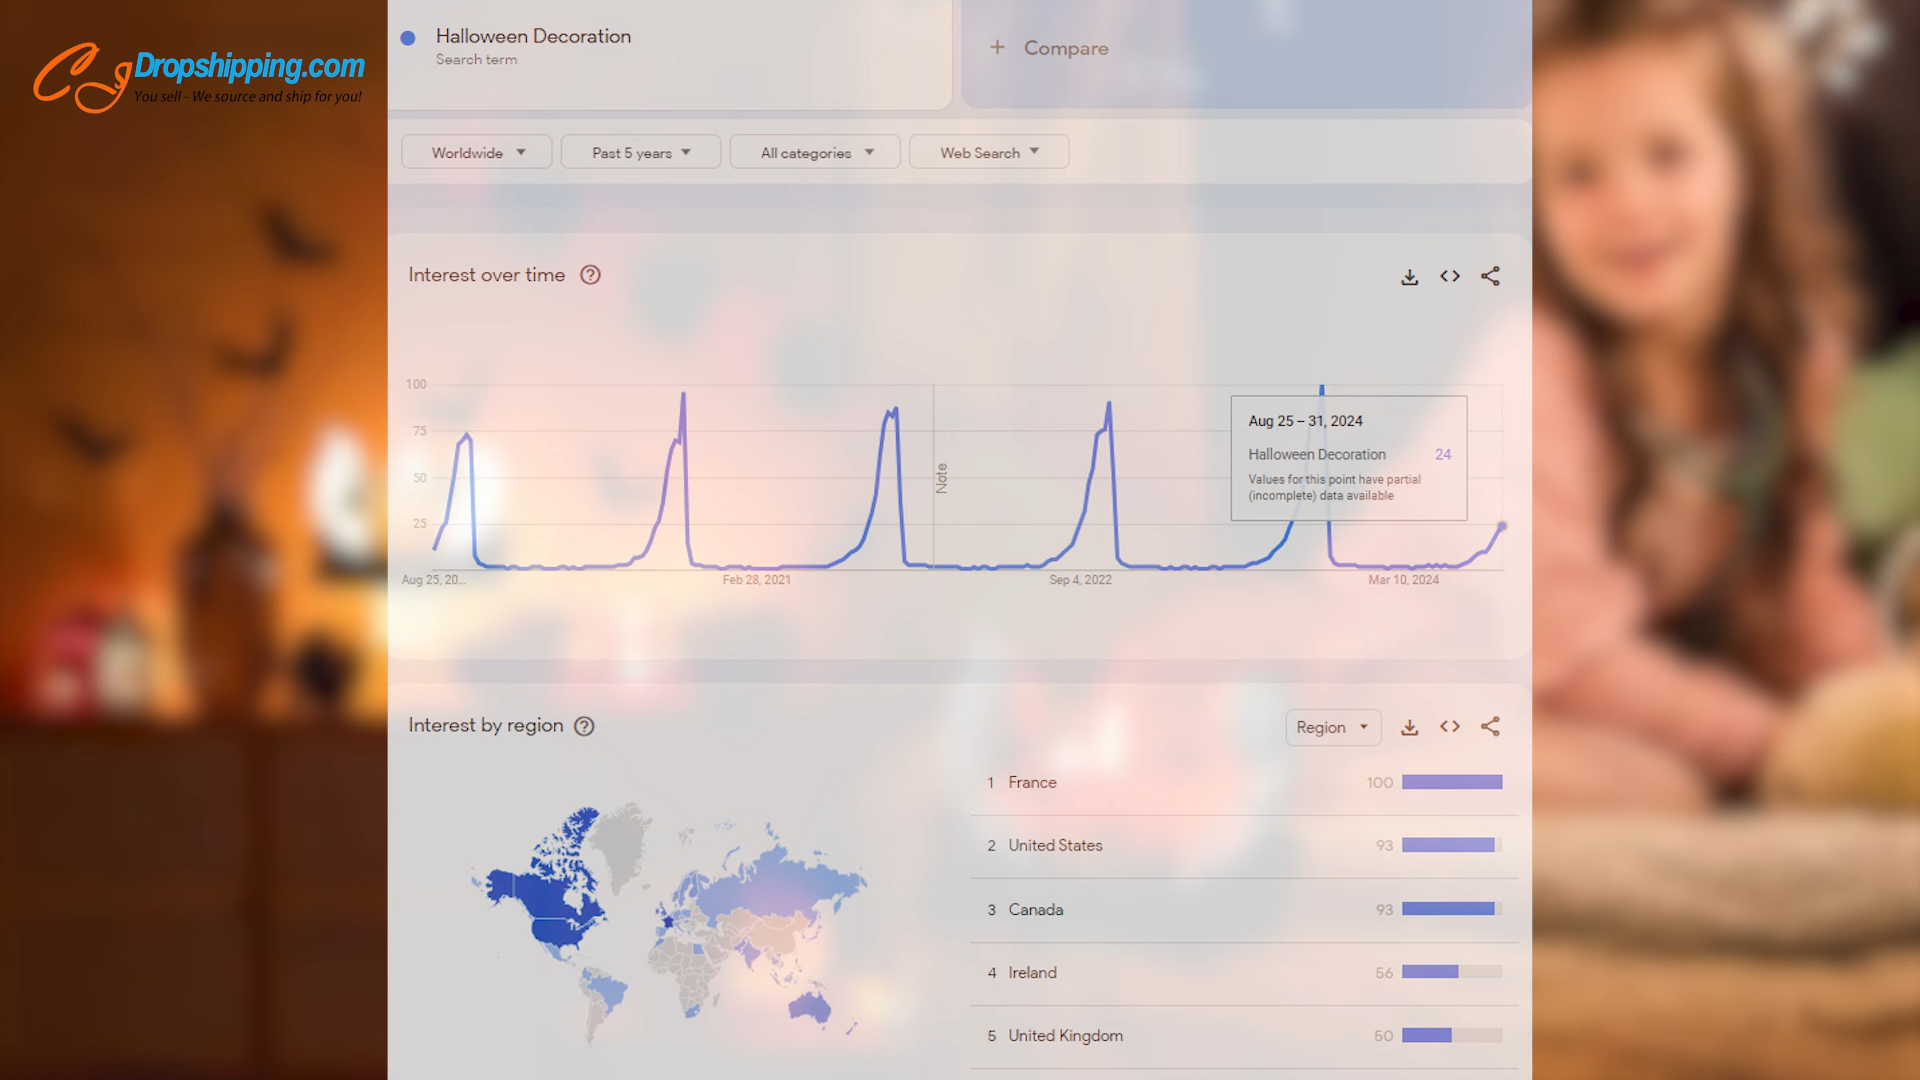 CJDropshipping.com
You sell - We source and ship for you!
Halloween Decoration
Search term
+ Compare
Worldwide
Past 5 years
All categories
Web Search
Interest over time
100
75
50
25
Note
Aug 25 – 31, 2024
Halloween Decoration 24
Values for this point have partial
(incomplete) data available
Aug 25, 20...
Feb 28, 2021
Sep 4, 2022
Mar 10, 2024
Interest by region
Region
1 France 100
2 United States 93
3 Canada 93
4 Ireland 56
5 United Kingdom 50